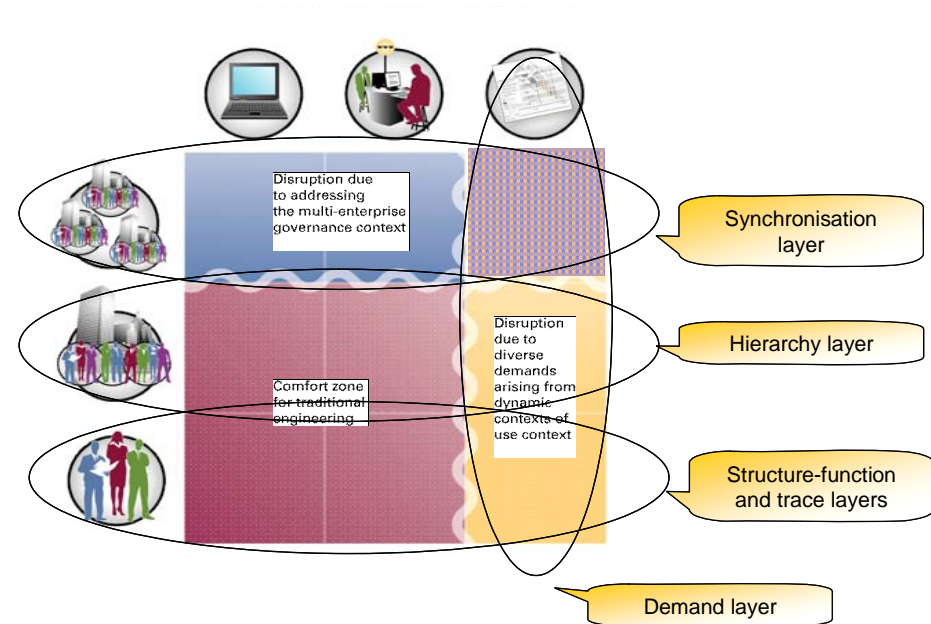 Disruption due
to addressing
the multi-enterprise
governance context
Synchronisation
layer
Disruption
due to
diverse
demands
arising from
dynamic
contexts of
use context
Hierarchy layer
Comfort zone
for traditional
engineering
Structure-function
and trace layers
Demand layer